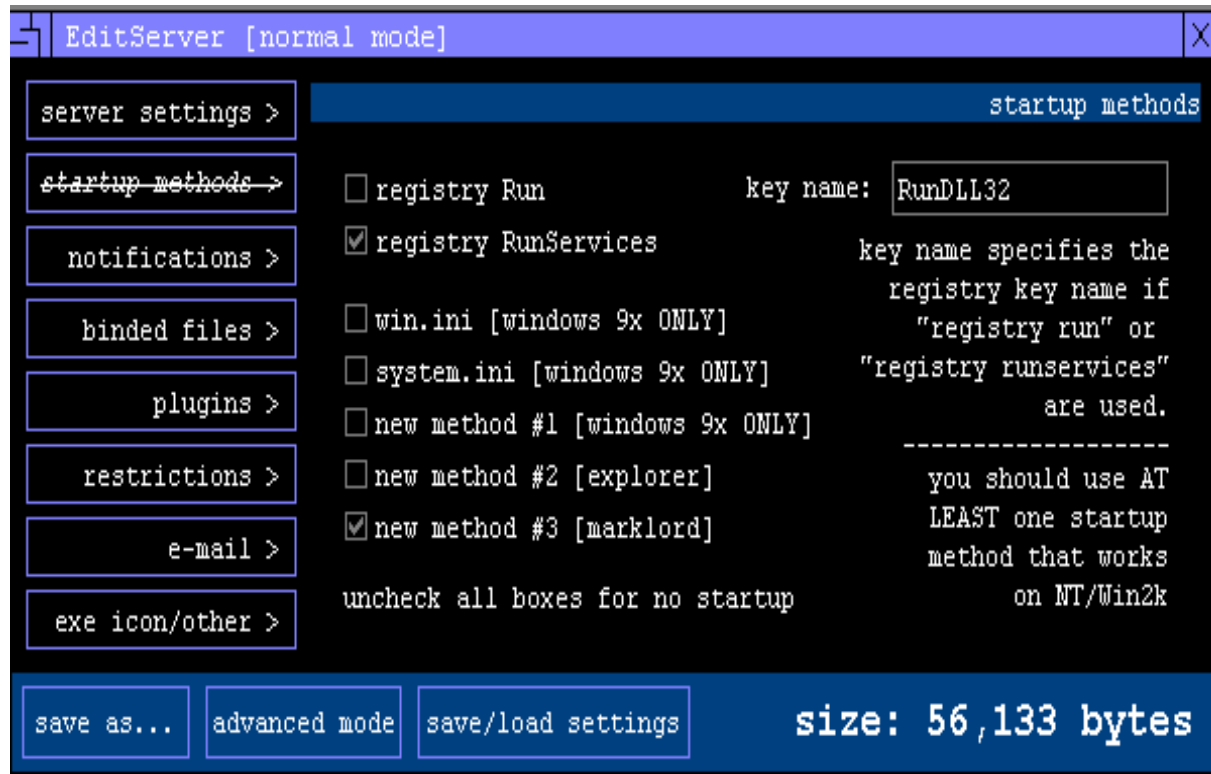 EditServer [normal mode]
X
server settings >
startup methods >
notifications >
binded files >
plugins >
restrictions >
e-mail >
exe icon/other >
startup methods
registry Run
registry RunServices
win.ini [windows 9x ONLY]
system.ini [windows 9x ONLY]
new method #1 [windows 9x ONLY]
new method #2 [explorer]
new method #3 [marklord]
uncheck all boxes for no startup
key name: RunDLL32
key name specifies the
registry key name if
"registry run" or
"registry runservices"
are used.
-------------------
you should use AT
LEAST one startup
method that works
on NT/Win2k
save as...
advanced mode
save/load settings
size: 56,133 bytes